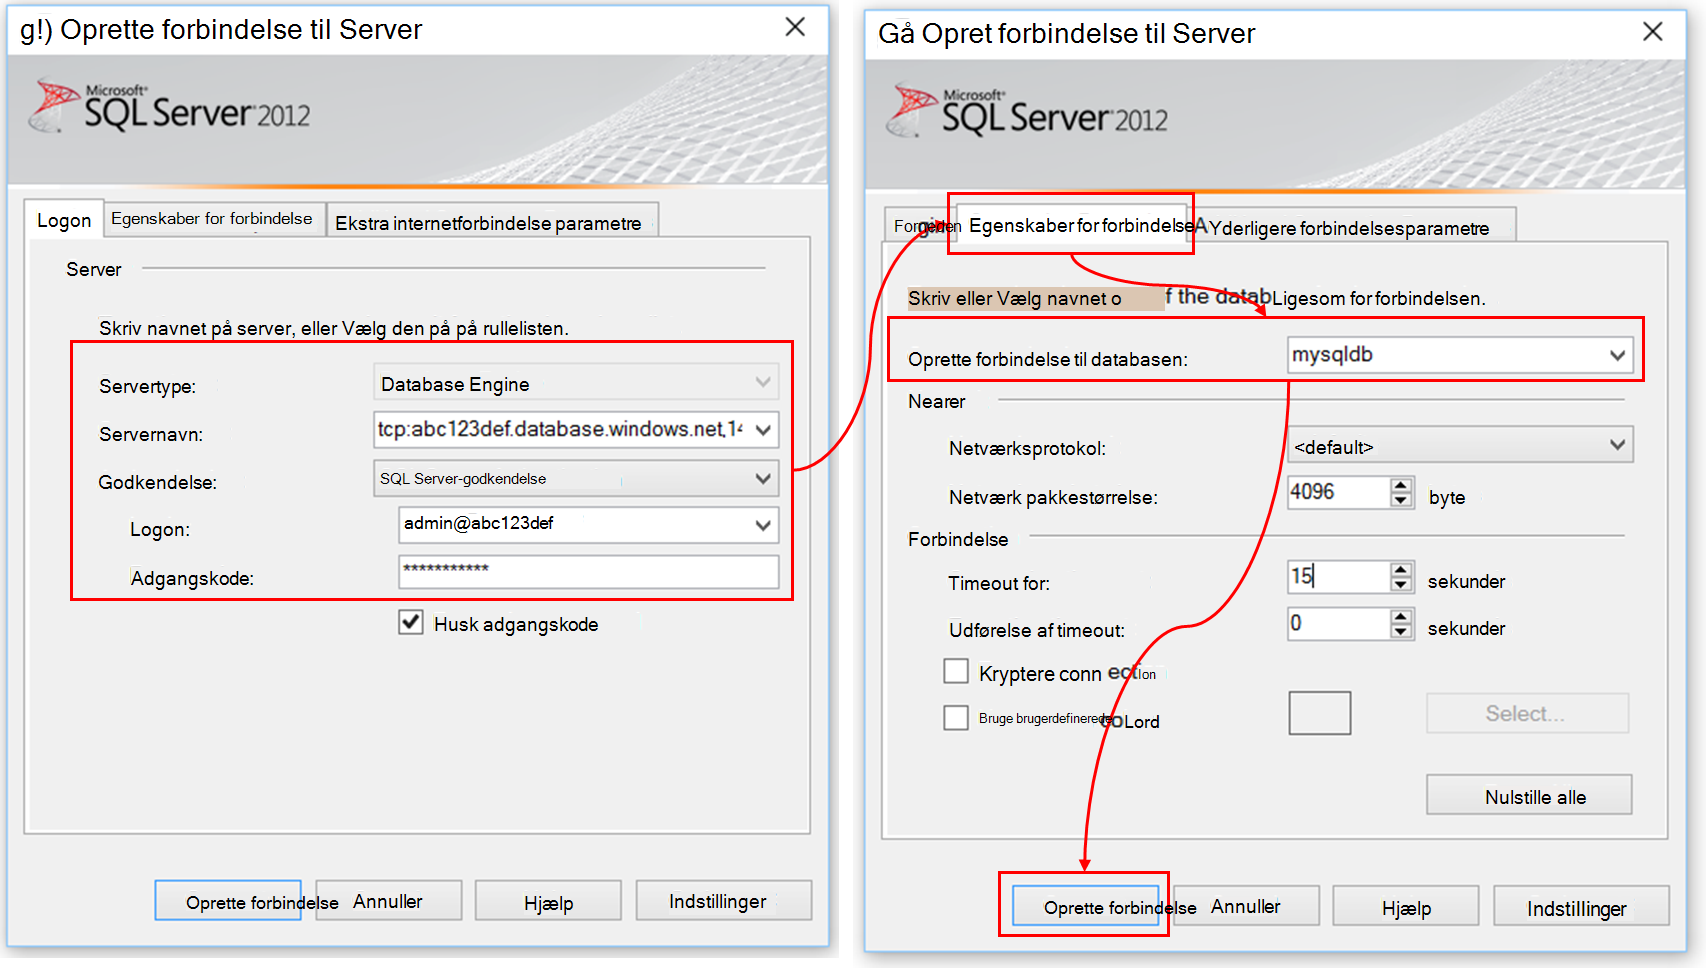 g!) Oprette forbindelse til Server
Microsoft
SQL Server 2012
Logon
Egenskaber for forbindelse
Ekstra internetforbindelse parametre
Server
Skriv navnet på server, eller Vælg den på på rullelisten.
Servertype:
Database Engine
Servernavn:
tcp:abc123def.database.windows.net,14
Godkendelse:
SQL Server-godkendelse
Logon:
admin@abc123def
Adgangskode:
***********
Husk adgangskode
Oprette forbindelse
Annuller
Hjælp
Indstillinger
Gå Opret forbindelse til Server
Microsoft
SQL Server 2012
Egenskaber for forbindelse
Yderligere forbindelsesparametre
Skriv eller Vælg navnet o f the datab Ligesom for forbindelsen.
Oprette forbindelse til databasen:
mysqldb
Nearer
Netværksprotokol:
<default>
Netværk pakkestørrelse:
4096
byte
Forbindelse
Timeout for:
15
sekunder
Udførelse af timeout:
0
sekunder
Kryptere conn ection
Bruge brugerdefinerede coLord
Select...
Nulstille alle
Oprette forbindelse
Annuller
Hjælp
Indstillinger